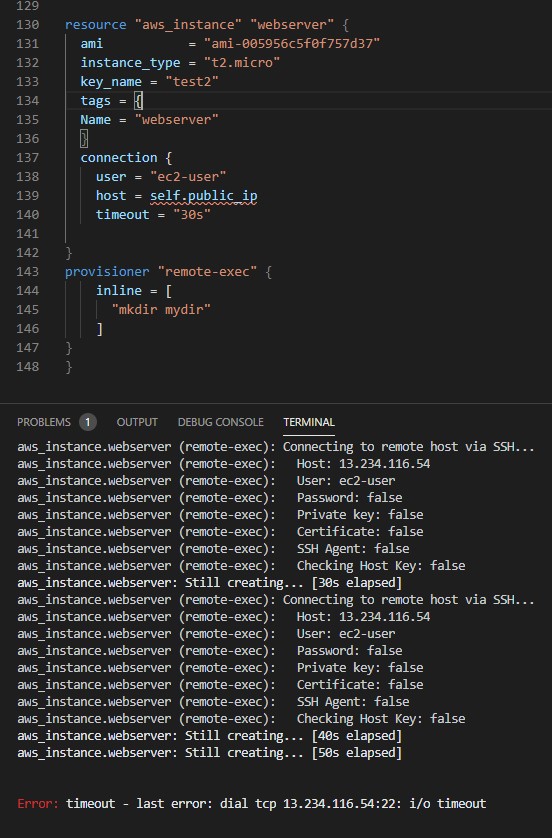 129
130 resource "aws_instance" "webserver" {
131 ami = "ami-005956c5f0f757d37"
132 instance_type = "t2.micro"
133 key_name = "test2"
134 tags = {
135 Name = "webserver"
136 }
137 connection {
138 user = "ec2-user"
139 host = self.public_ip
140 timeout = "30s"
141
142 }
143 provisioner "remote-exec" {
144 inline = [
145 "mkdir mydir"
146 ]
147 }
148 }
PROBLEMS 1 OUTPUT DEBUG CONSOLE TERMINAL
aws_instance.webserver (remote-exec): Connecting to remote host via SSH...
aws_instance.webserver (remote-exec): Host: 13.234.116.54
aws_instance.webserver (remote-exec): User: ec2-user
aws_instance.webserver (remote-exec): Password: false
aws_instance.webserver (remote-exec): Private key: false
aws_instance.webserver (remote-exec): Certificate: false
aws_instance.webserver (remote-exec): SSH Agent: false
aws_instance.webserver (remote-exec): Checking Host Key: false
aws_instance.webserver: Still creating... [30s elapsed]
aws_instance.webserver (remote-exec): Connecting to remote host via SSH...
aws_instance.webserver (remote-exec): Host: 13.234.116.54
aws_instance.webserver (remote-exec): User: ec2-user
aws_instance.webserver (remote-exec): Password: false
aws_instance.webserver (remote-exec): Private key: false
aws_instance.webserver (remote-exec): Certificate: false
aws_instance.webserver (remote-exec): SSH Agent: false
aws_instance.webserver (remote-exec): Checking Host Key: false
aws_instance.webserver: Still creating... [40s elapsed]
aws_instance.webserver: Still creating... [50s elapsed]
Error: timeout - last error: dial tcp 13.234.116.54:22: i/o timeout